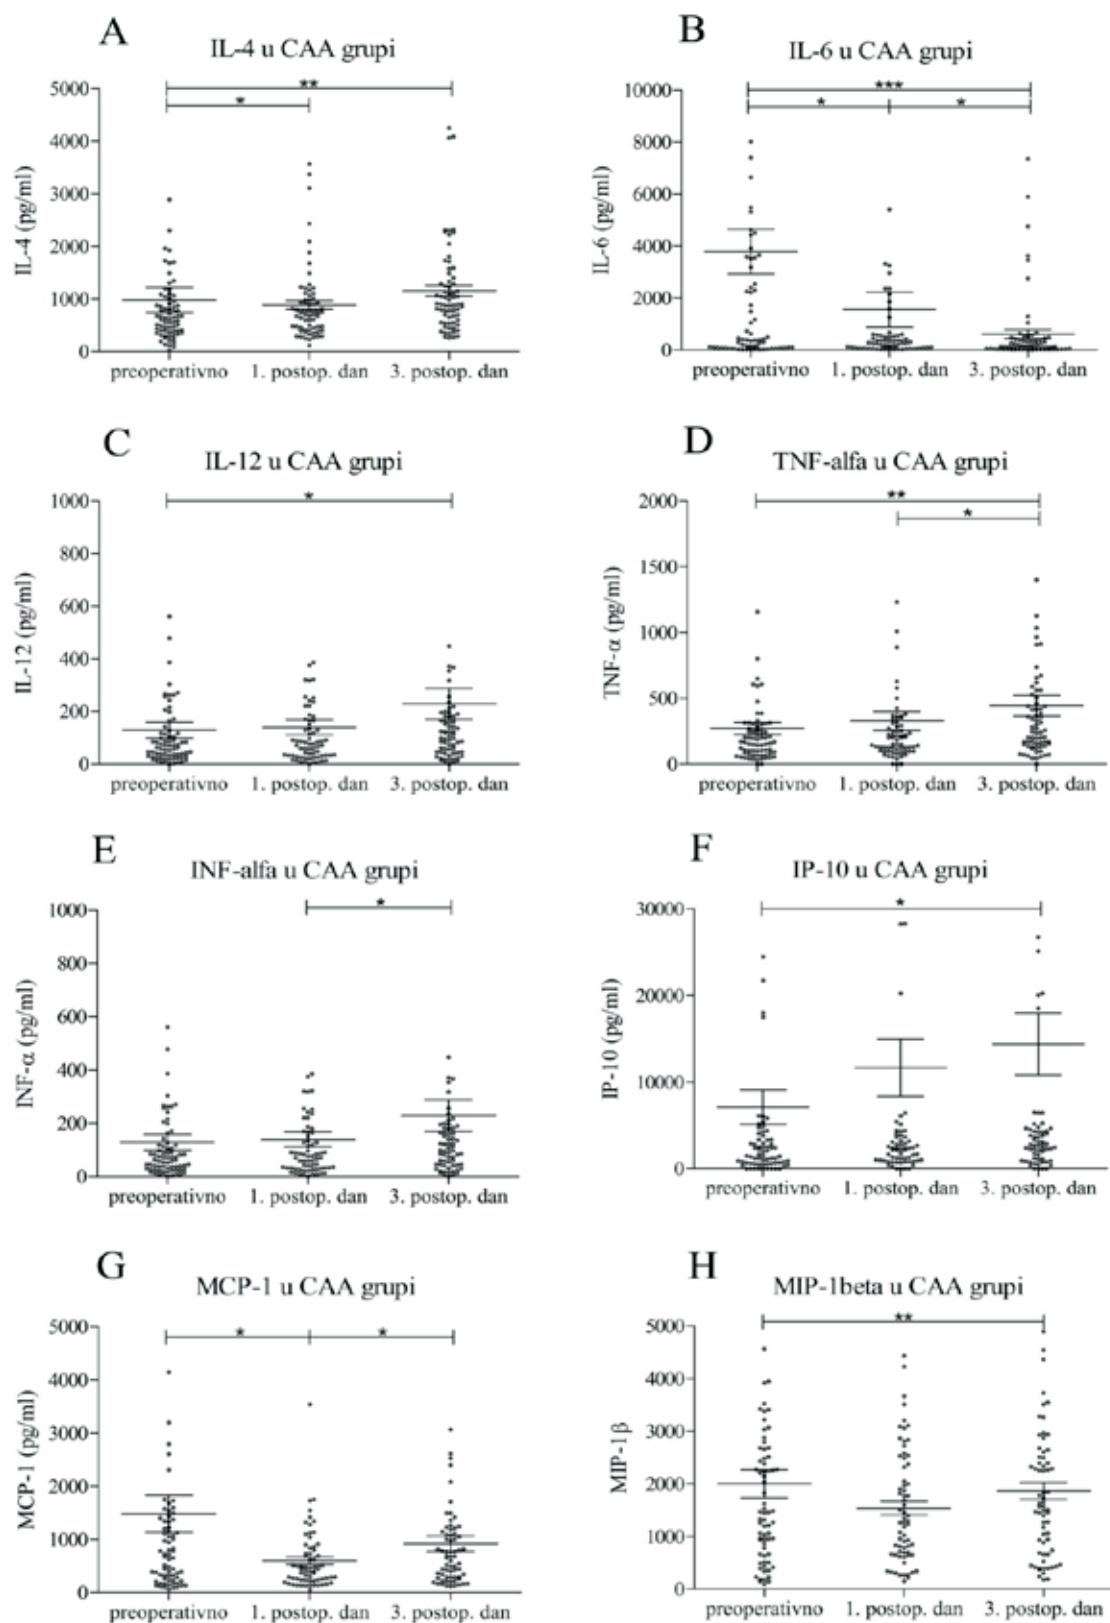 A
IL-4 u CAA grupi
**
*
5000
4000
3000
2000
1000
0
IL-4 (pg/ml)
preoperativno 1. postop. dan 3. postop. dan
B
IL-6 u CAA grupi
***
* *
10000
8000
6000
4000
2000
0
IL-6 (pg/ml)
preoperativno 1. postop. dan 3. postop. dan
C
IL-12 u CAA grupi
*
1000
800
600
400
200
0
IL-12 (pg/ml)
preoperativno 1. postop. dan 3. postop. dan
D
TNF-alfa u CAA grupi
**
*
2000
1500
1000
500
0
TNF-α (pg/ml)
preoperativno 1. postop. dan 3. postop. dan
E
INF-alfa u CAA grupi
*
1000
800
600
400
200
0
INF-α (pg/ml)
preoperativno 1. postop. dan 3. postop. dan
F
IP-10 u CAA grupi
*
30000
20000
10000
0
IP-10 (pg/ml)
preoperativno 1. postop. dan 3. postop. dan
G
MCP-1 u CAA grupi
* *
5000
4000
3000
2000
1000
0
MCP-1 (pg/ml)
preoperativno 1. postop. dan 3. postop. dan
H
MIP-1beta u CAA grupi
**
5000
4000
3000
2000
1000
0
MIP-1β
preoperativno 1. postop. dan 3. postop. dan